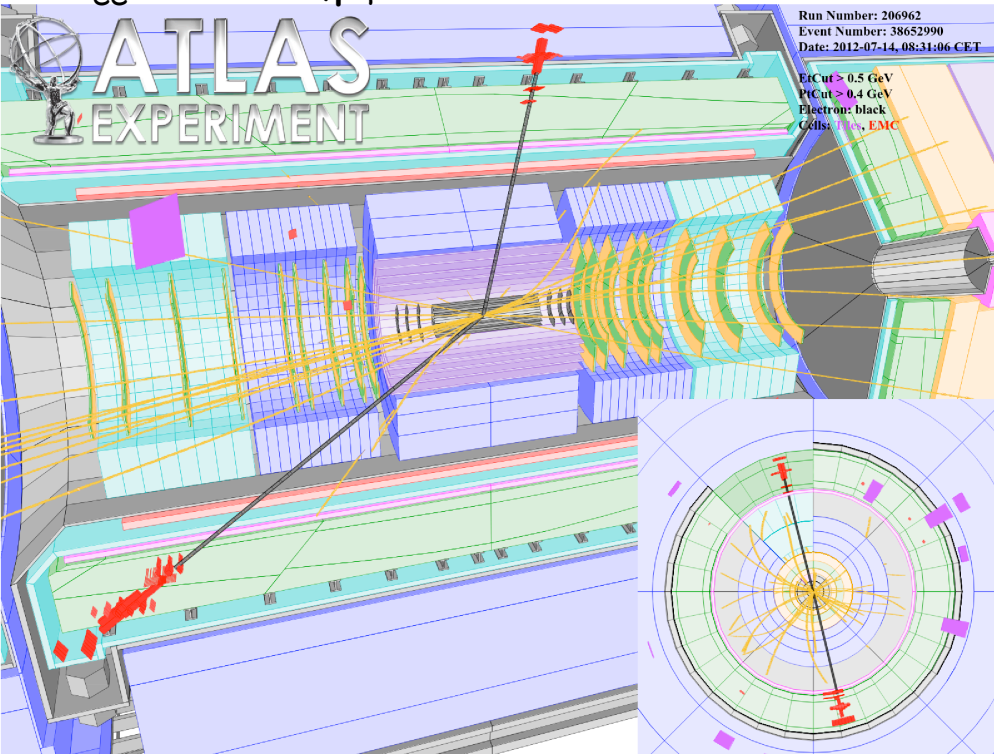 ATLAS
EXPERIMENT
Run Number: 206962
Event Number: 38652990
Date: 2012-07-14, 08:31:06 CET
EtCut > 0.5 GeV
PtCut > 0.4 GeV
Electron: black
Cells: Tiles, EMC